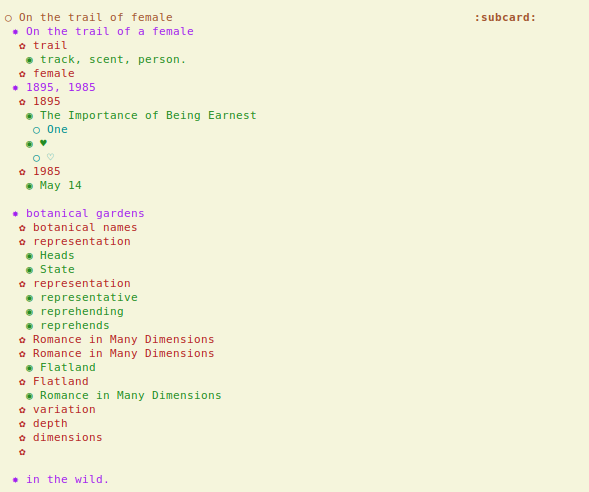 ○ On the trail of female :subcard:
✸ On the trail of a female
✿ trail
◉ track, scent, person.
✿ female
✸ 1895, 1985
✿ 1895
◉ The Importance of Being Earnest
○ One
◉ ♥
○ ♡
✿ 1985
◉ May 14
✸ botanical gardens
✿ botanical names
✿ representation
◉ Heads
◉ State
✿ representation
◉ representative
◉ reprehending
◉ reprehends
✿ Romance in Many Dimensions
✿ Romance in Many Dimensions
◉ Flatland
✿ Flatland
◉ Romance in Many Dimensions
✿ variation
✿ depth
✿ dimensions
✿
✸ in the wild.